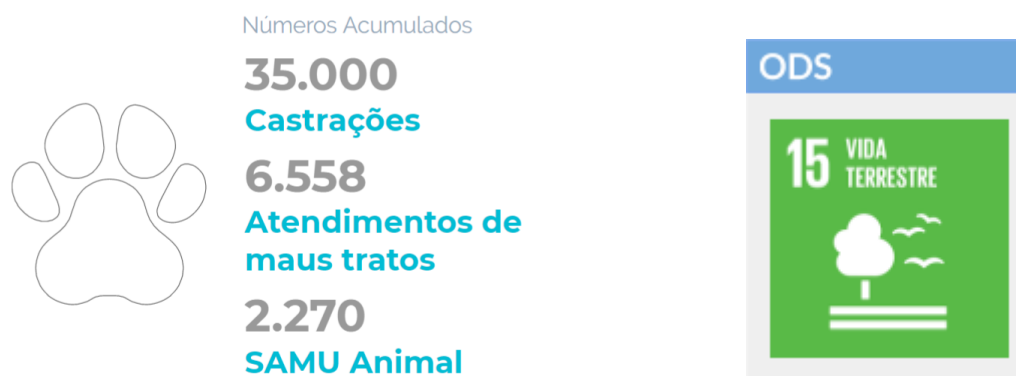 Números Acumulados
35.000
Castrações
6.558
Atendimentos de
maus tratos
2.270
SAMU Animal
ODS
15 VIDA
TERRESTRE